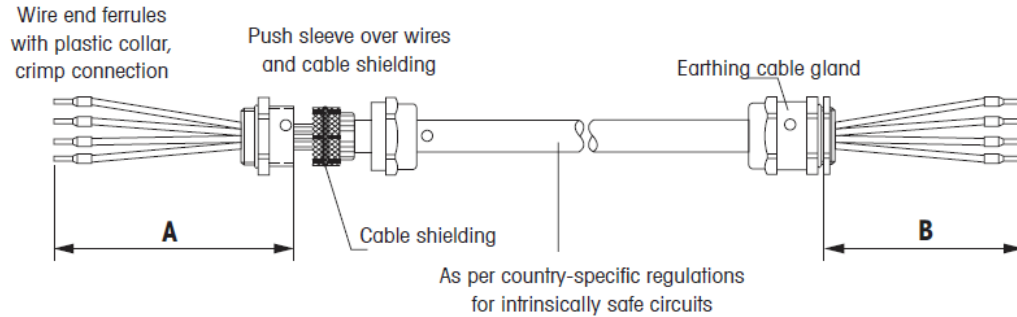 Wire end ferrules
with plastic collar,
crimp connection
Push sleeve over wires
and cable shielding
Earthing cable gland
A
Cable shielding
B
As per country-specific regulations
for intrinsically safe circuits